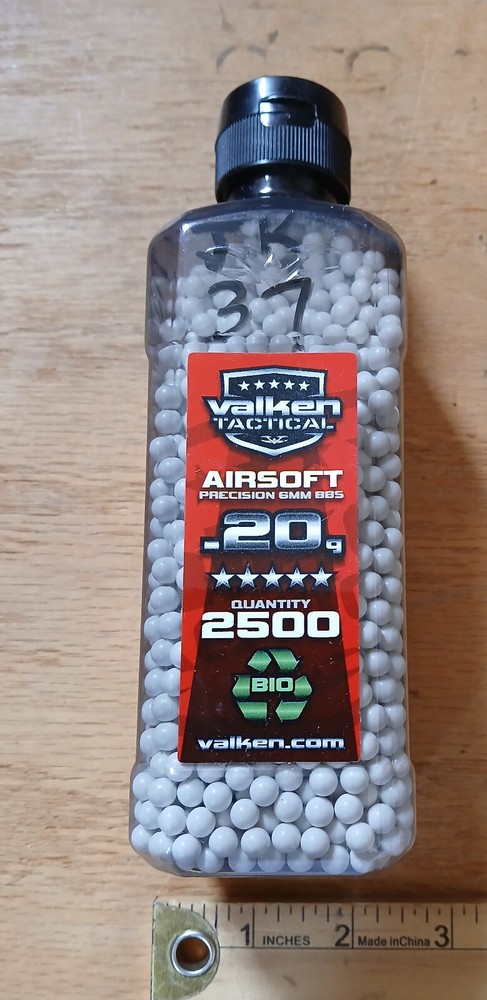 JK
37
valken
TACTICAL
AIRSOFT
PRECISION 6MM BBS
.20g
QUANTITY
2500
BIO
valken.com
1 INCHES 2 Made in China 3